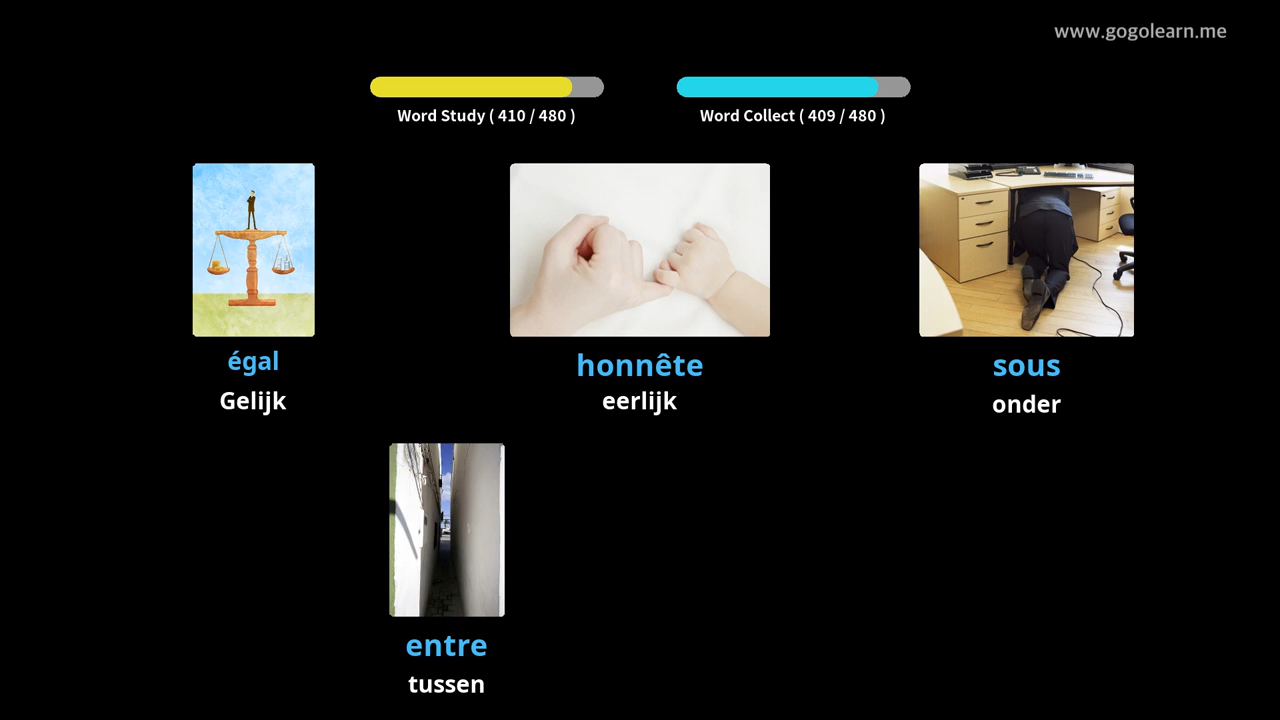 www.gogolearn.me
Word Study ( 410 / 480 )
Word Collect ( 409 / 480 )
égal
Gelijk
honnête
eerlijk
sous
onder
entre
tussen